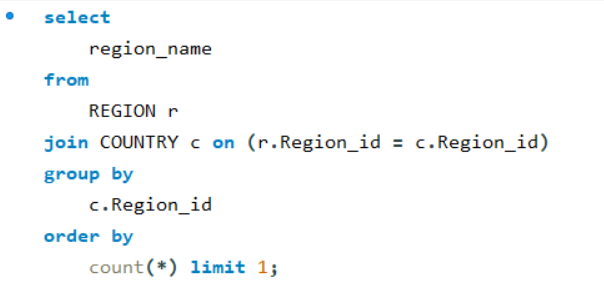 select
region_name
from
REGION r
join COUNTRY c on (r.Region_id = c.Region_id)
group by
c.Region_id
order by
count(*) limit 1;